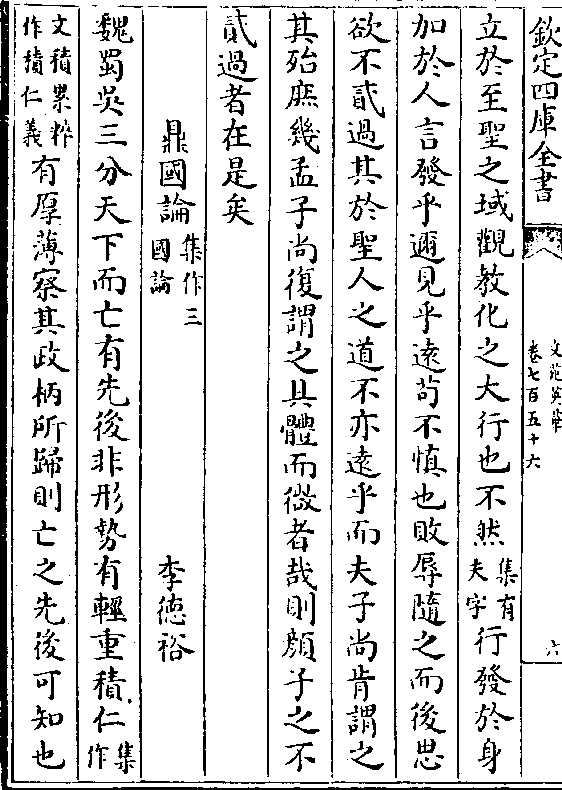 欽定四庫全書
文苑英華
卷七百五十六
六
立於至聖之域觀教化之大行也不然集有夫字行發於身
加於人言發乎邇見乎遠茍不慎也敗辱隨之而後思
欲不貳過其於聖人之道不亦遠乎而夫子尚肯謂之
其殆庶幾孟子尚復謂之具體而微者哉則顏子之不
貳過者在是矣
鼎國論集作三國論 李德裕
魏蜀吳三分天下而亡有先後非形勢有輕重積仁集作
文積累粹作積仁義有厚薄察其政柄所歸則亡之先後可知也